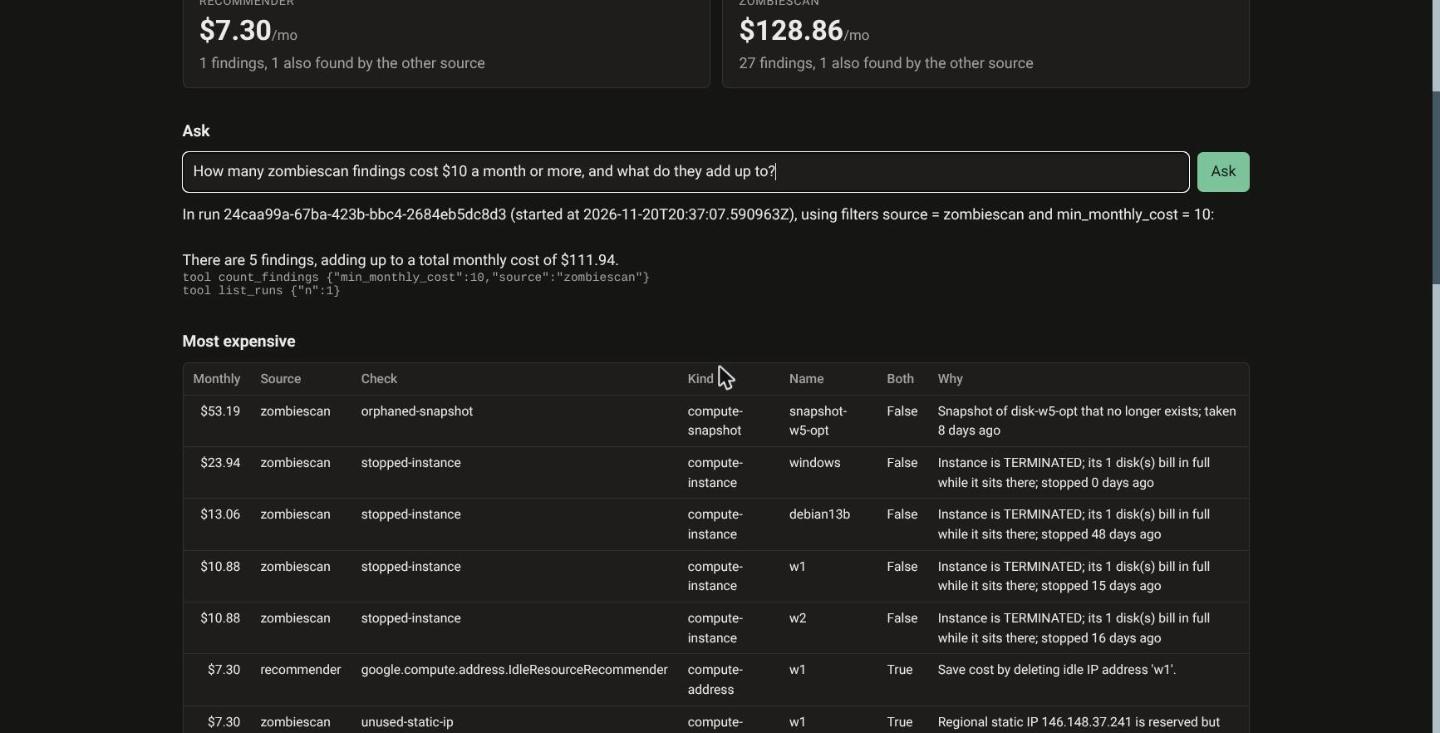 RECOMMENDER
$7.30/mo
1 findings, 1 also found by the other source
ZOMBIESCAN
$128.86/mo
27 findings, 1 also found by the other source
Ask
How many zombiescan findings cost $10 a month or more, and what do they add up to?
Ask
In run 24caa99a-67ba-423b-bbc4-2684eb5dc8d3 (started at 2026-11-20T20:37:07.590963Z), using filters source = zombiescan and min_monthly_cost = 10:
There are 5 findings, adding up to a total monthly cost of $111.94.
tool count_findings {"min_monthly_cost":10,"source":"zombiescan"}
tool list_runs {"n":1}
Most expensive
Monthly Source Check Kind Name Both Why
$53.19 zombiescan orphaned-snapshot compute- snapshot- False Snapshot of disk-w5-opt that no longer exists; taken
snapshot w5-opt 8 days ago
$23.94 zombiescan stopped-instance compute- windows False Instance is TERMINATED; its 1 disk(s) bill in full
instance while it sits there; stopped 0 days ago
$13.06 zombiescan stopped-instance compute- debian13b False Instance is TERMINATED; its 1 disk(s) bill in full
instance while it sits there; stopped 48 days ago
$10.88 zombiescan stopped-instance compute- w1 False Instance is TERMINATED; its 1 disk(s) bill in full
instance while it sits there; stopped 15 days ago
$10.88 zombiescan stopped-instance compute- w2 False Instance is TERMINATED; its 1 disk(s) bill in full
instance while it sits there; stopped 16 days ago
$7.30 recommender google.compute.address.IdleResourceRecommender compute- w1 True Save cost by deleting idle IP address 'w1'.
address
$7.30 zombiescan unused-static-ip compute- w1 True Regional static IP 146.148.37.241 is reserved but